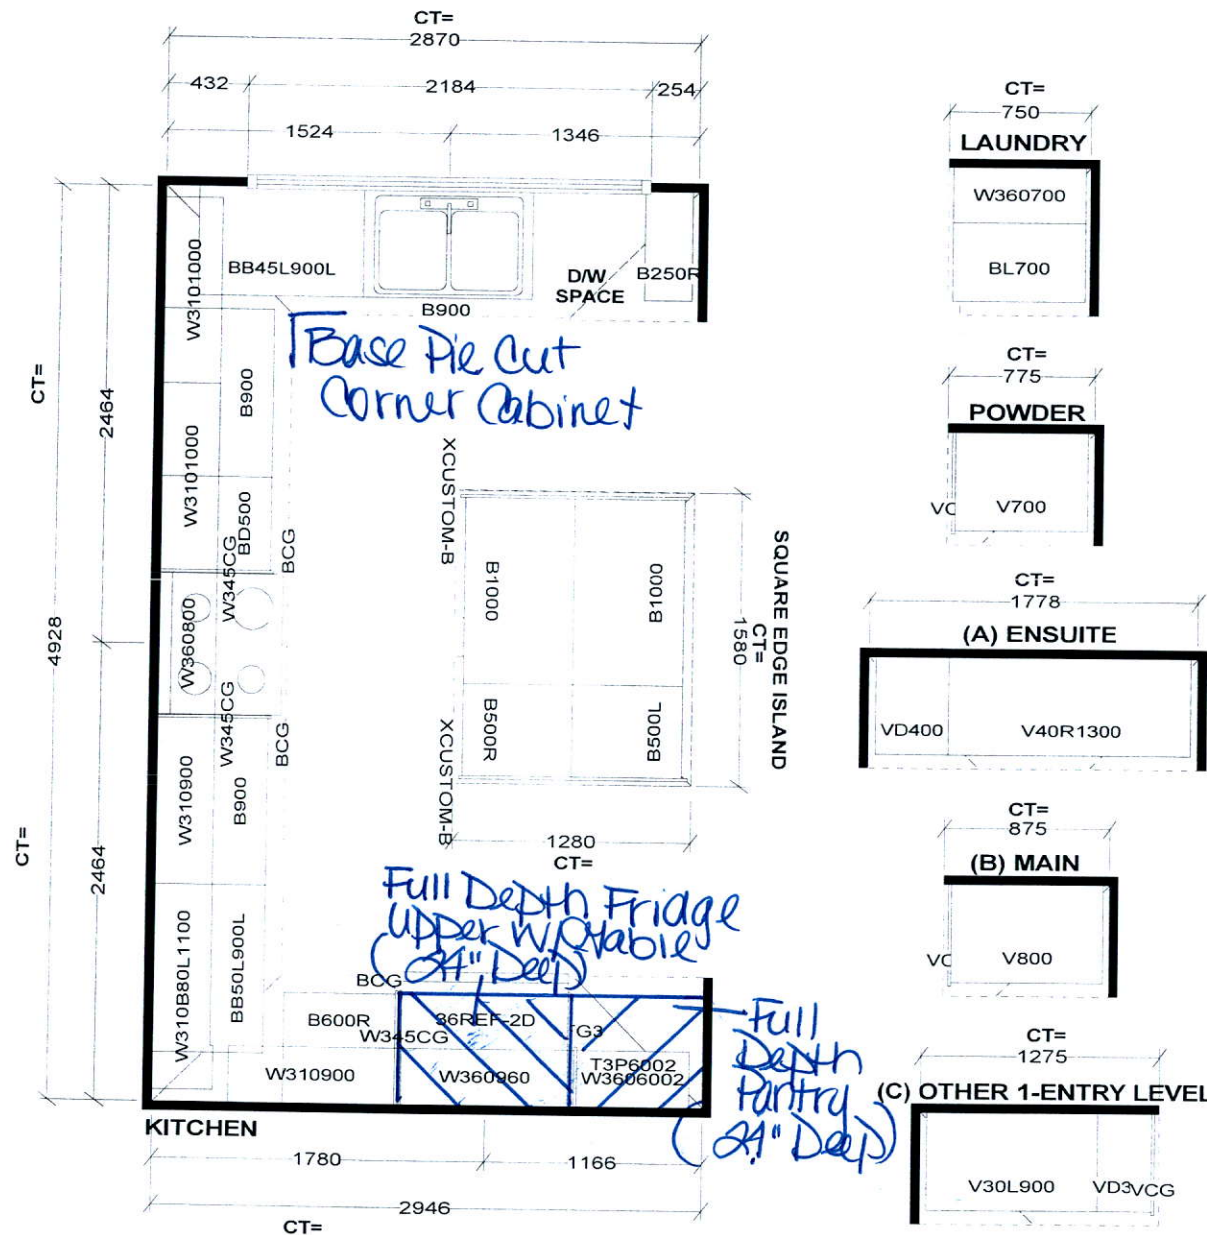 CT=
2870
432
2184
254
1524
1346
W3101000
BB45L900L
B900
D/W
SPACE
B250R
Base Pie Cut
Corner Cabinet
CT=
2464
4928
B900
W3101000
BD500
W345CG
BCG
W360800
W345CG
BCG
XCUSTOM-B
B1000
B1000
B500R
B500L
XCUSTOM-B
1580
CT=
SQUARE EDGE ISLAND
1280
CT=
W310900
B900
CT=
2464
W310B80L1100
BB50L900L
Full Depth Fridge
Upper W/
(24" Deep)
BCG
B600R
36REF-2D
W345CG
G3
T3P6002
W310900
W360960
W3606002
Full
Depth
Pantry
(24" Deep)
KITCHEN
1780
1166
2946
CT=
CT=
750
LAUNDRY
W360700
BL700
CT=
775
POWDER
VC
V700
CT=
1778
(A) ENSUITE
VD400
V40R1300
CT=
875
(B) MAIN
VC
V800
CT=
1275
(C) OTHER 1-ENTRY LEVEL
V30L900
VD3
VCG